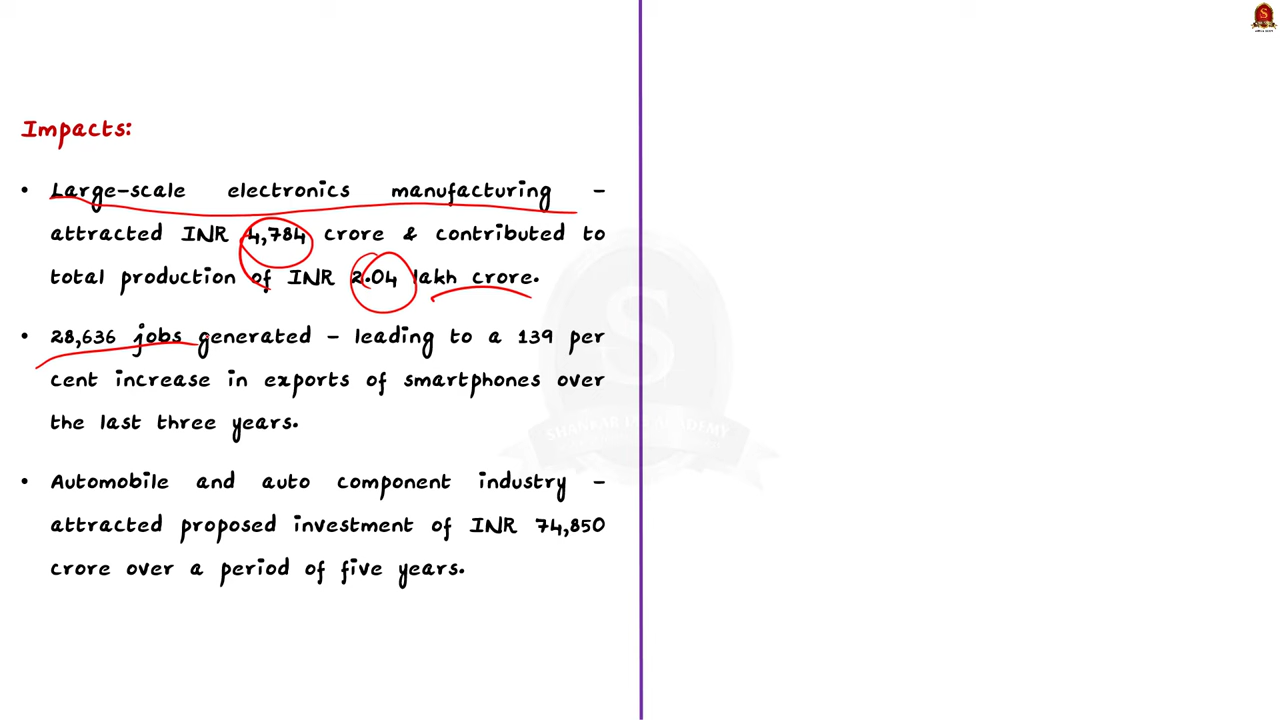 Impacts:
• Large-scale electronics manufacturing –
attracted INR 4,784 crore & contributed to
total production of INR 2.04 lakh crore.
• 28,636 jobs generated – leading to a 139 per
cent increase in exports of smartphones over
the last three years.
• Automobile and auto component industry –
attracted proposed investment of INR 74,850
crore over a period of five years.